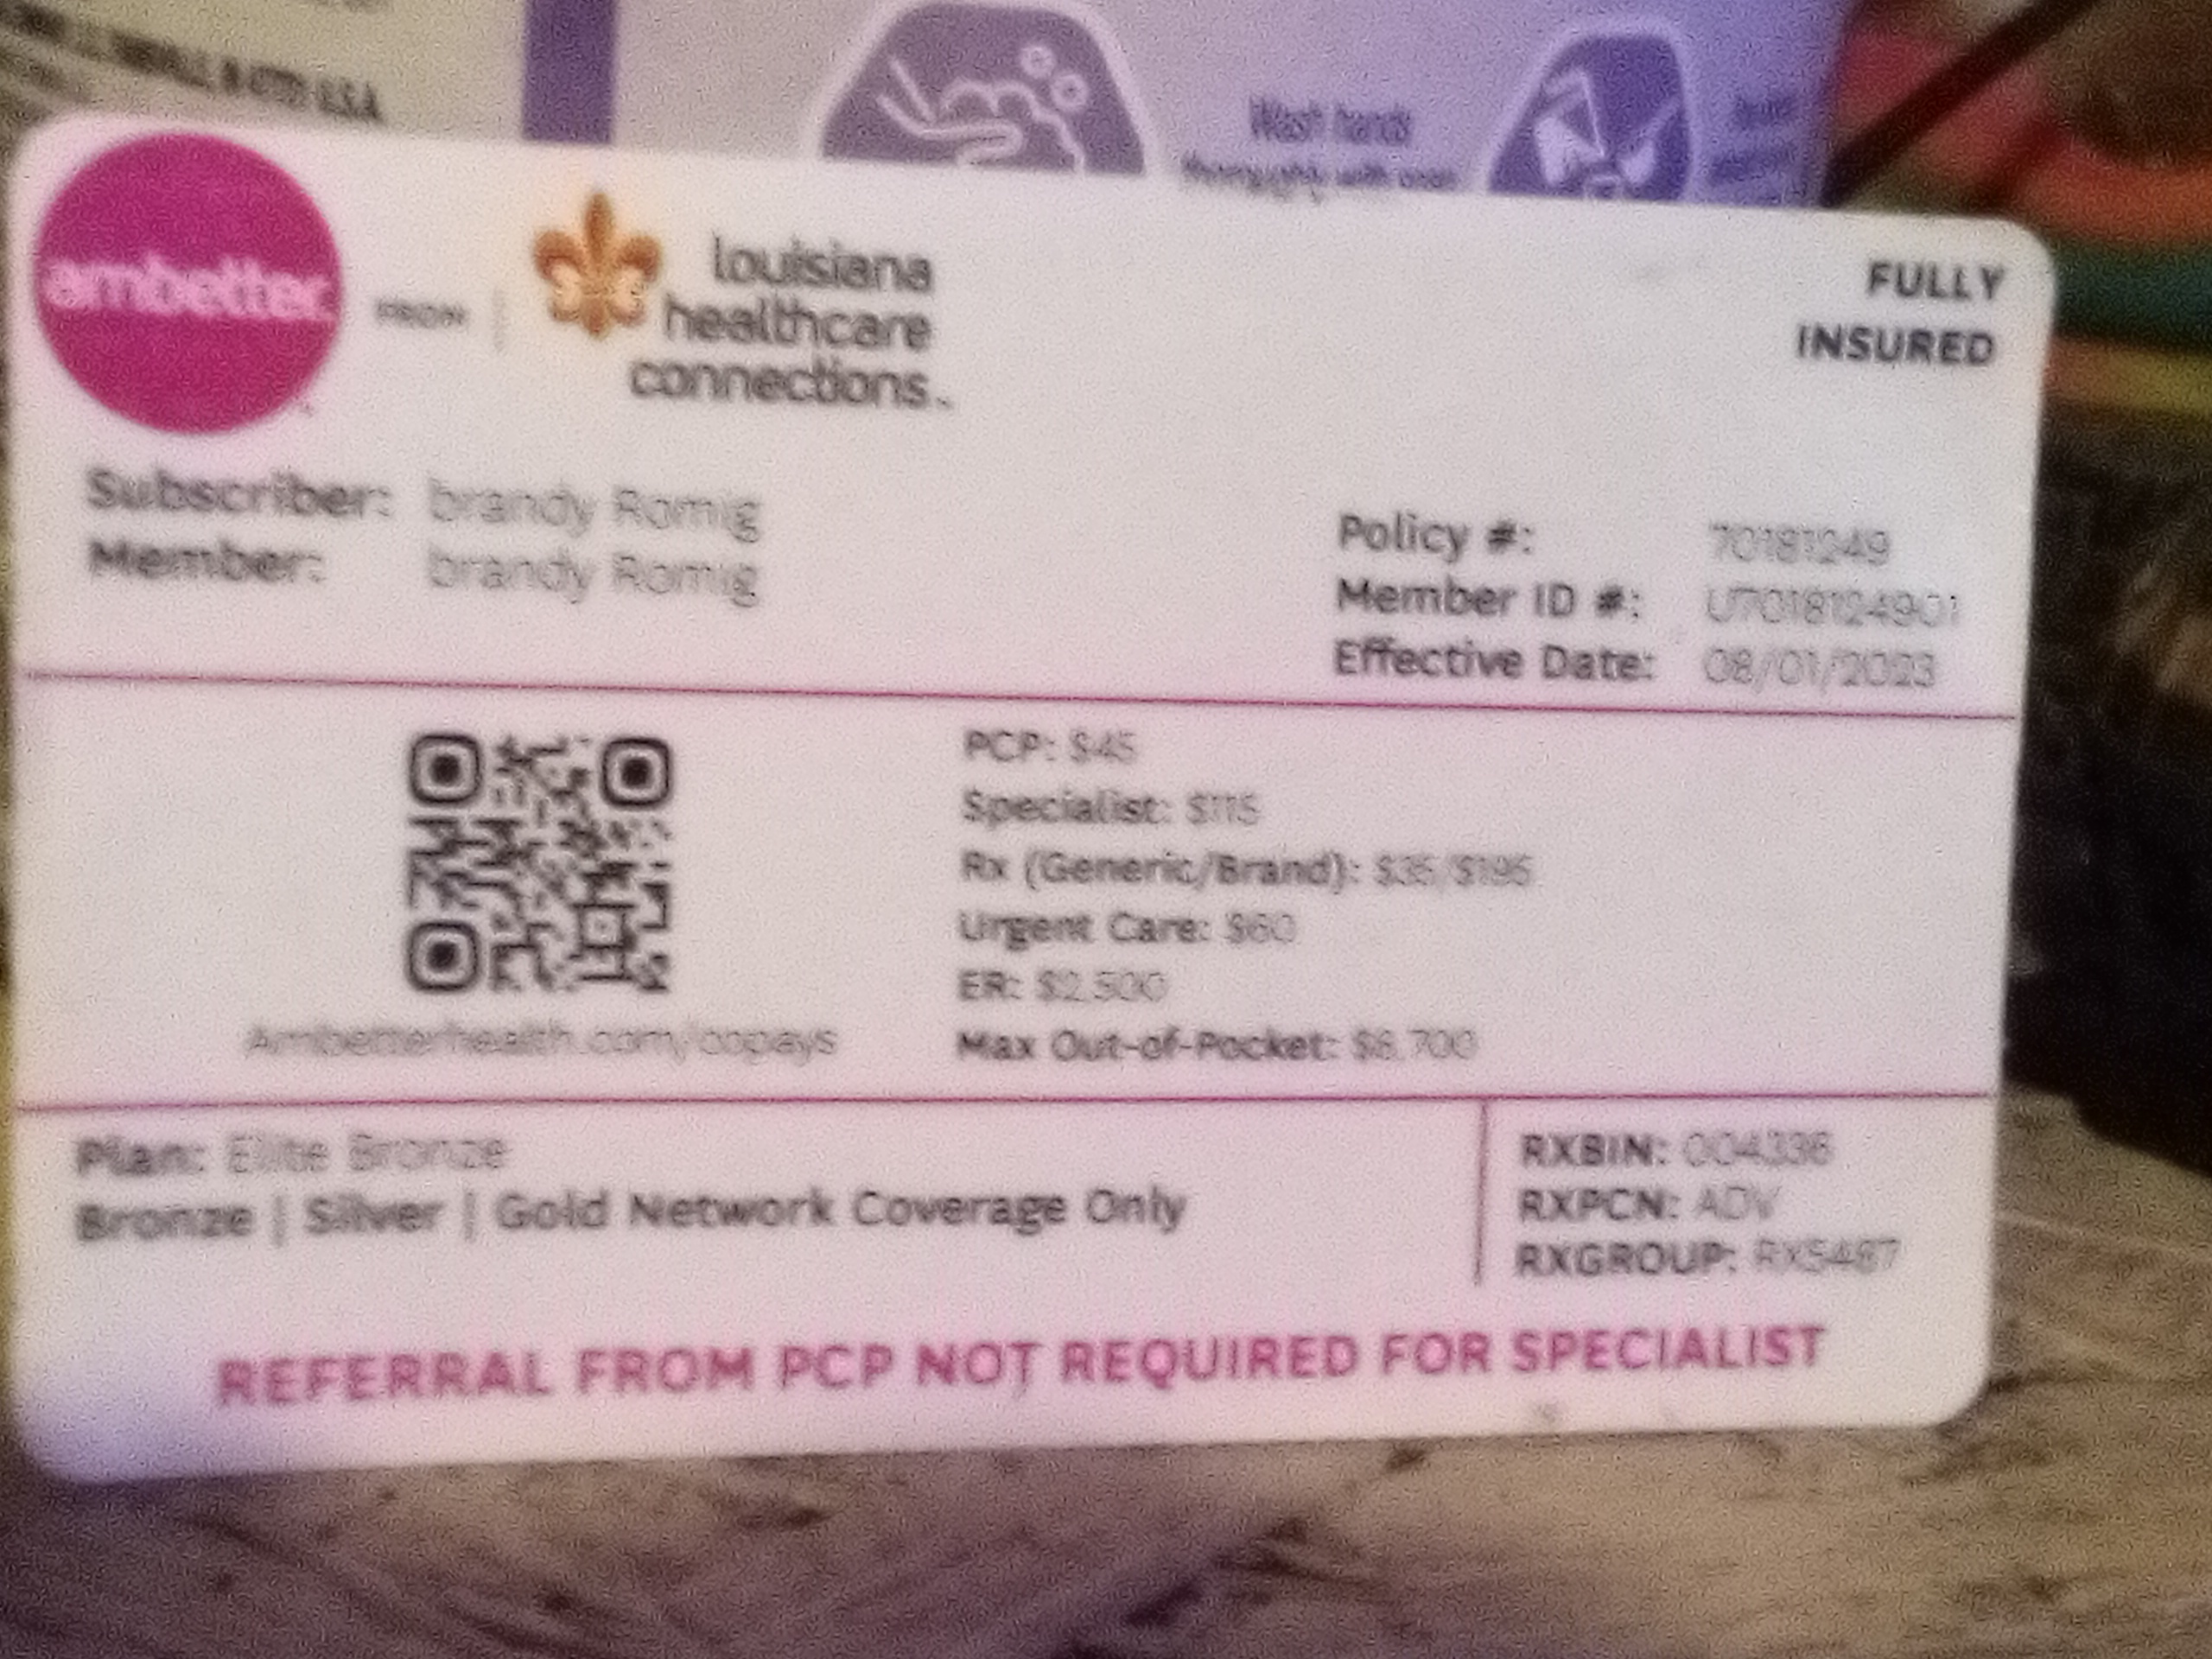 U.S.A.
Wash hands
thoroughly with
ambetter
FROM
louisiana
healthcare
connections
FULLY
INSURED
Subscriber: brandy Romig
Member: brandy Romig
Policy #: 70181249
Member ID #: U7018124901
Effective Date: 08/01/2023
PCP: $45
Specialist: $115
Rx (Generic/Brand): $35/$195
Urgent Care: $60
ER: $2,500
Max Out-of-Pocket:
Ambetterhealth.com/copays
Plan: Elite Bronze
Bronze | Silver | Gold Network Coverage Only
RXBIN: 004336
RXPCN: ADV
RXGROUP: RX5487
REFERRAL FROM PCP NOT REQUIRED FOR SPECIALIST